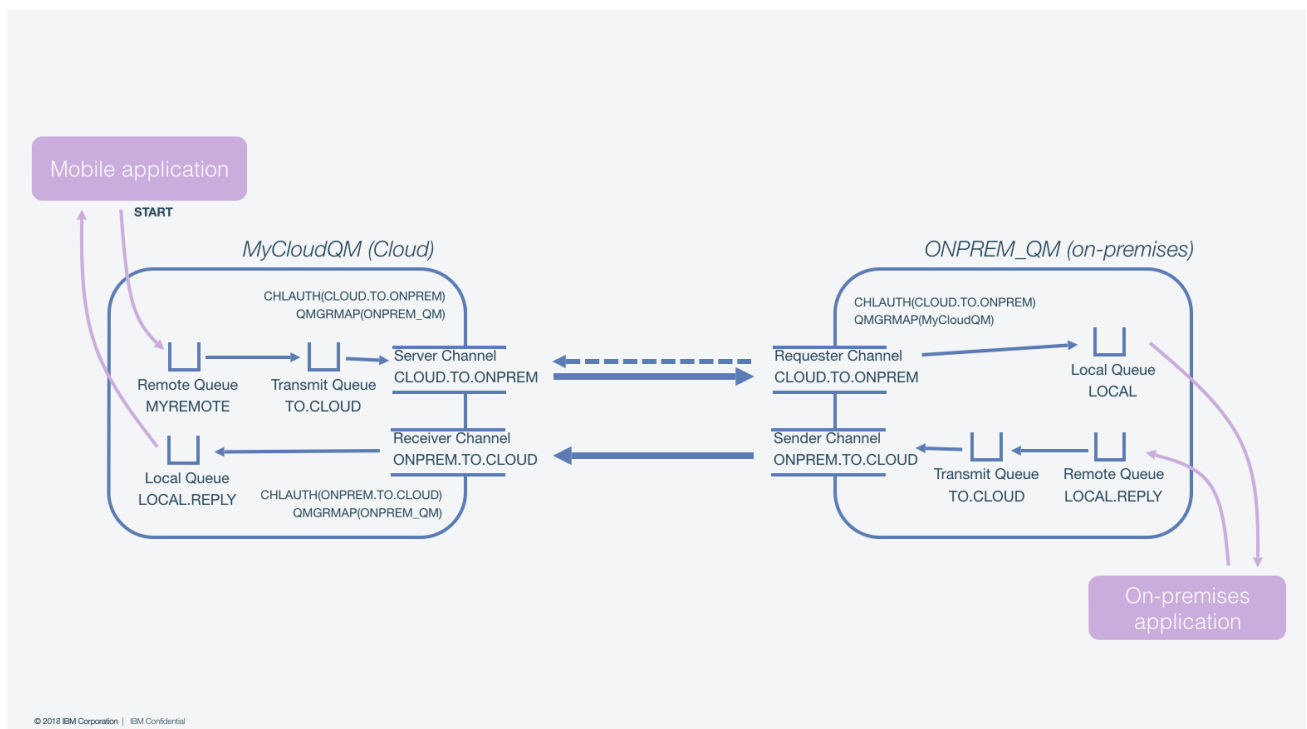 Mobile application
START
MyCloudQM (Cloud)
CHLAUTH(CLOUD.TO.ONPREM)
QMGRMAP(ONPREM_QM)
Remote Queue
MYREMOTE
Transmit Queue
TO.CLOUD
Server Channel
CLOUD.TO.ONPREM
Receiver Channel
ONPREM.TO.CLOUD
Local Queue
LOCAL.REPLY
CHLAUTH(ONPREM.TO.CLOUD)
QMGRMAP(ONPREM_QM)
ONPREM_QM (on-premises)
CHLAUTH(CLOUD.TO.ONPREM)
QMGRMAP(MyCloudQM)
Requester Channel
CLOUD.TO.ONPREM
Local Queue
LOCAL
Sender Channel
ONPREM.TO.CLOUD
Transmit Queue
TO.CLOUD
Remote Queue
LOCAL.REPLY
On-premises
application
© 2018 IBM Corporation | IBM Confidential